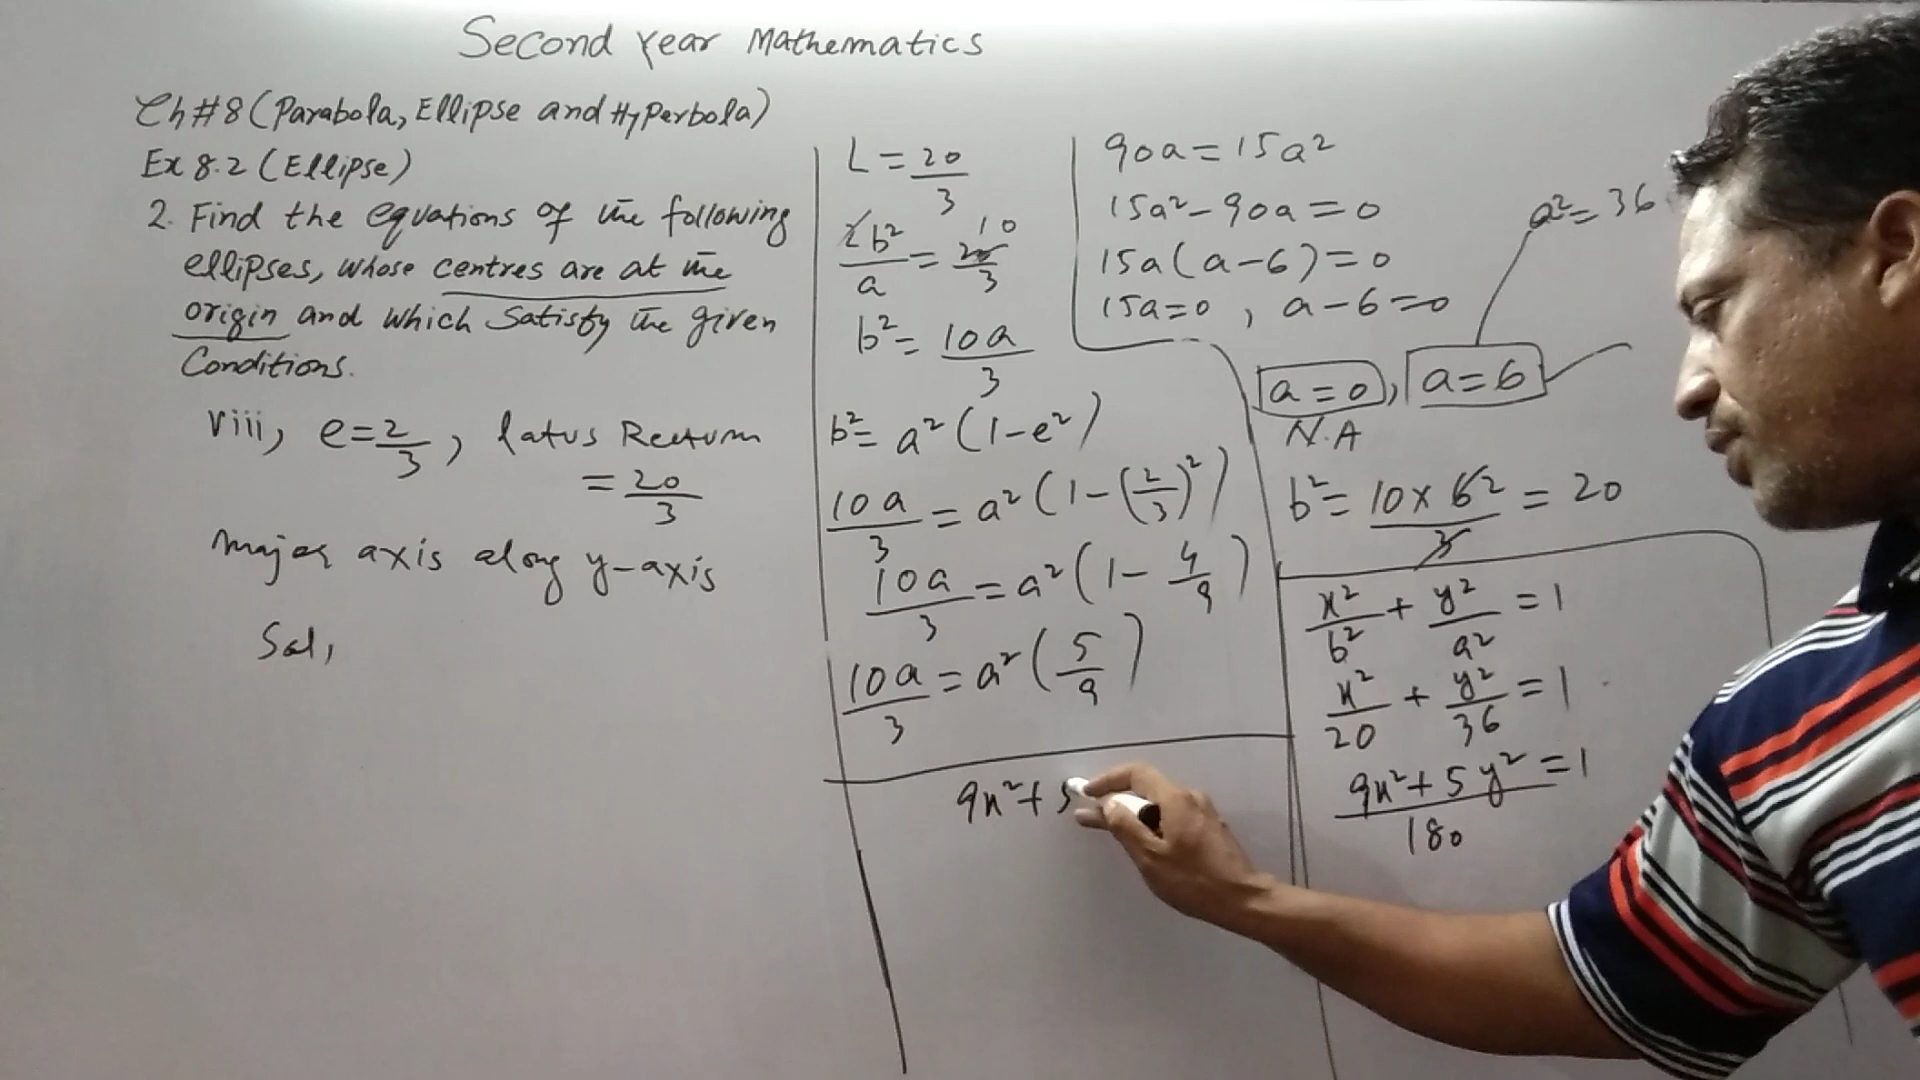 Second Year Mathematics
Ch#8 (Parabola, Ellipse and HyPerbola)
Ex 8.2 (Ellipse)
2. Find the equations of the following
ellipses, whose centres are at the
origin and which satisfy the given
Conditions.
viii, e=2/3, latus Rectum
=20/3
major axis along y-axis
Sol,
L=20/3
2b²/a=20/3 10
b²=10a/3
b²=a²(1-e²)
10a/3=a²(1-(2/3)²)
10a/3=a²(1-4/9)
10a/3=a²(5/9)
90a=15a²
15a²-90a=0
15a(a-6)=0
15a=0, a-6=0
a=0, a=6
N.A
a²=36
b²=10×6 2/3=20
x²/b²+y²/a²=1
x²/20+y²/36=1
9x²+5y²/180=1
9x²+5